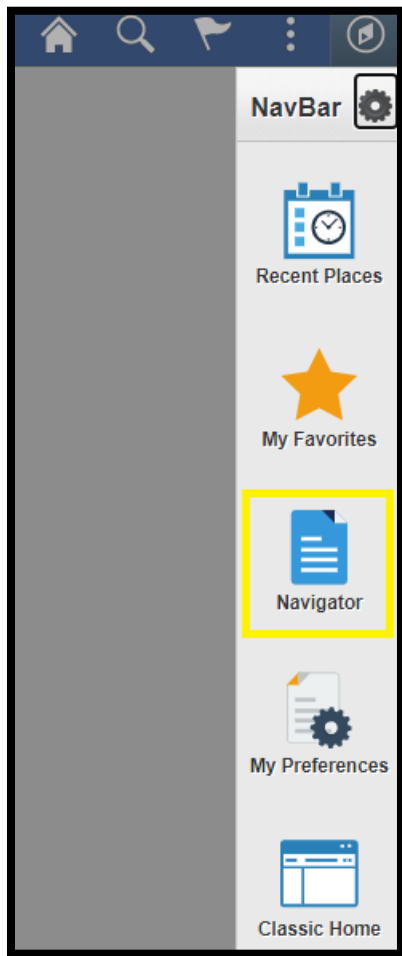 NavBar
Recent Places
My Favorites
Navigator
My Preferences
Classic Home